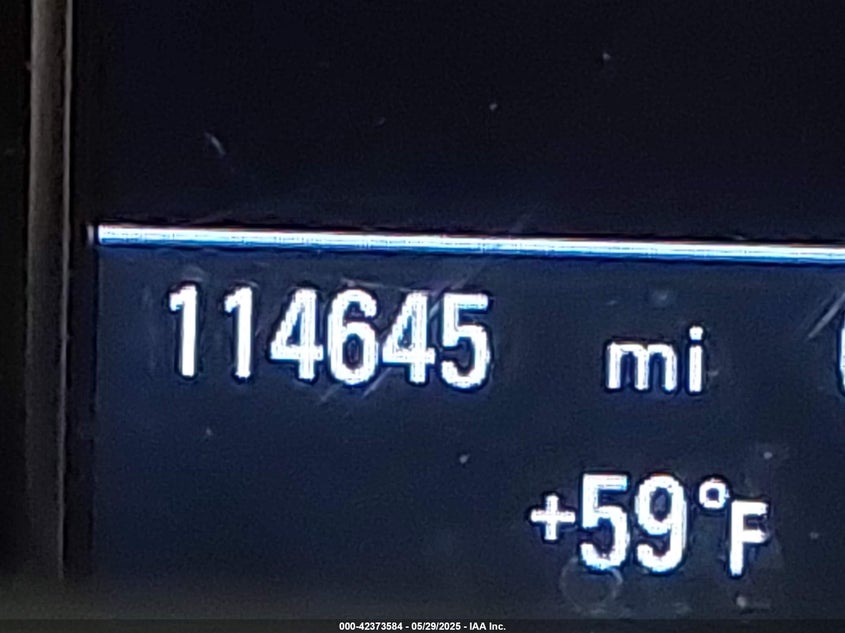 114645 mi
+59°F
000-42373584 - 05/29/2025 - IAA Inc.